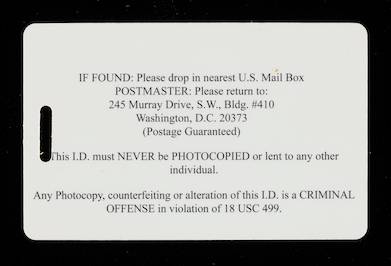 IF FOUND: Please drop in nearest U.S. Mail Box
POSTMASTER: Please return to:
245 Murray Drive, S.W., Bldg. #410
Washington, D.C. 20373
(Postage Guaranteed)
This I.D. must NEVER be PHOTOCOPIED or lent to any other
individual.
Any Photocopy, counterfeiting or alteration of this I.D. is a CRIMINAL
OFFENSE in violation of 18 USC 499.